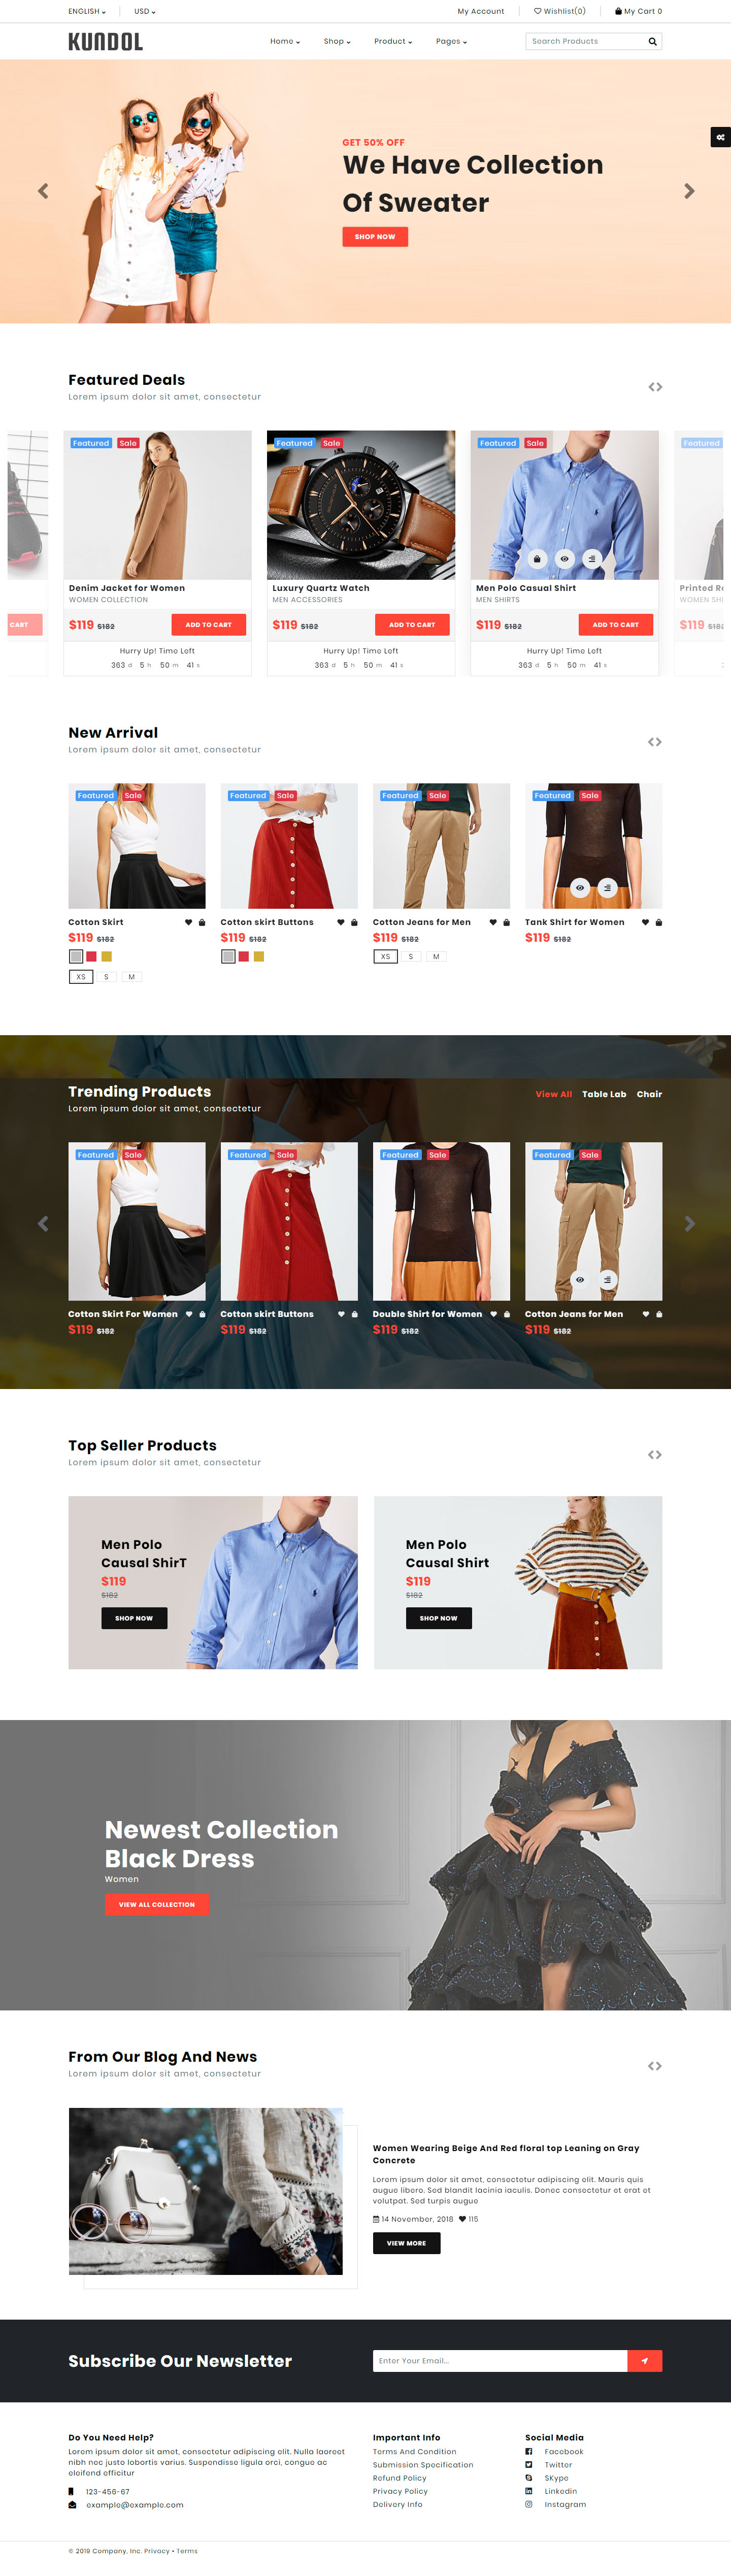 ENGLISH USD My Account Wishlist(0) My Cart 0
KUNDOL Home Shop Product Pages Search Products
GET 50% OFF
We Have Collection
Of Sweater
SHOP NOW
Featured Deals
Lorem ipsum dolor sit amet, consectetur
Featured Sale Featured Sale Featured Sale Featured
Denim Jacket for Women Luxury Quartz Watch Men Polo Casual Shirt Printed
WOMEN COLLECTION MEN ACCESSORIES MEN SHIRTS WOMEN
CART $119 $182 ADD TO CART $119 $182 ADD TO CART $119 $182 ADD TO CART $119
Hurry Up! Time Left Hurry Up! Time Left Hurry Up! Time Left
363 d 5 h 50 m 41 s 363 d 5 h 50 m 41 s 363 d 5 h 50 m 41 s
New Arrival
Lorem ipsum dolor sit amet, consectetur
Featured Sale Featured Sale Featured Sale Featured Sale
Cotton Skirt Cotton skirt Buttons Cotton Jeans for Men Tank Shirt for Women
$119 $182 $119 $182 $119 $182 $119 $182
XS S M
XS S M
Trending Products View All Table Lab Chair
Lorem ipsum dolor sit amet, consectetur
Featured Sale Featured Sale Featured Sale Featured Sale
Cotton Skirt For Women Cotton skirt Buttons Double Shirt for Women Cotton Jeans for Men
$119 $182 $119 $182 $119 $182 $119 $182
Top Seller Products
Lorem ipsum dolor sit amet, consectetur
Men Polo
Causal ShirT
$119
$182
SHOP NOW
Men Polo
Causal Shirt
$119
$182
SHOP NOW
Newest Collection
Black Dress
Women
VIEW ALL COLLECTION
From Our Blog And News
Lorem ipsum dolor sit amet, consectetur
Women Wearing Beige And Red floral top Leaning on Gray
Concrete
Lorem ipsum dolor sit amet, consectetur adipiscing elit. Mauris quis
augue libero. Sed blandit lacinia iaculis. Donec consectetur et erat et
volutpat. Sed turpis augue
14 November, 2018 115
VIEW MORE
Subscribe Our Newsletter Enter Your Email...
Do You Need Help?
Lorem ipsum dolor sit amet, consectetur adipiscing elit. Nulla laoreet
nibh nec justo lobortis varius. Suspendisse ligula orci, congue ac
eleifend efficitur
123-456-67
example@example.com
Important Info
Terms And Condition
Submission Specification
Refund Policy
Privacy Policy
Delivery Info
Social Media
Facebook
Twitter
SKype
Linkedin
Instagram
© 2019 Company, Inc. Privacy • Terms